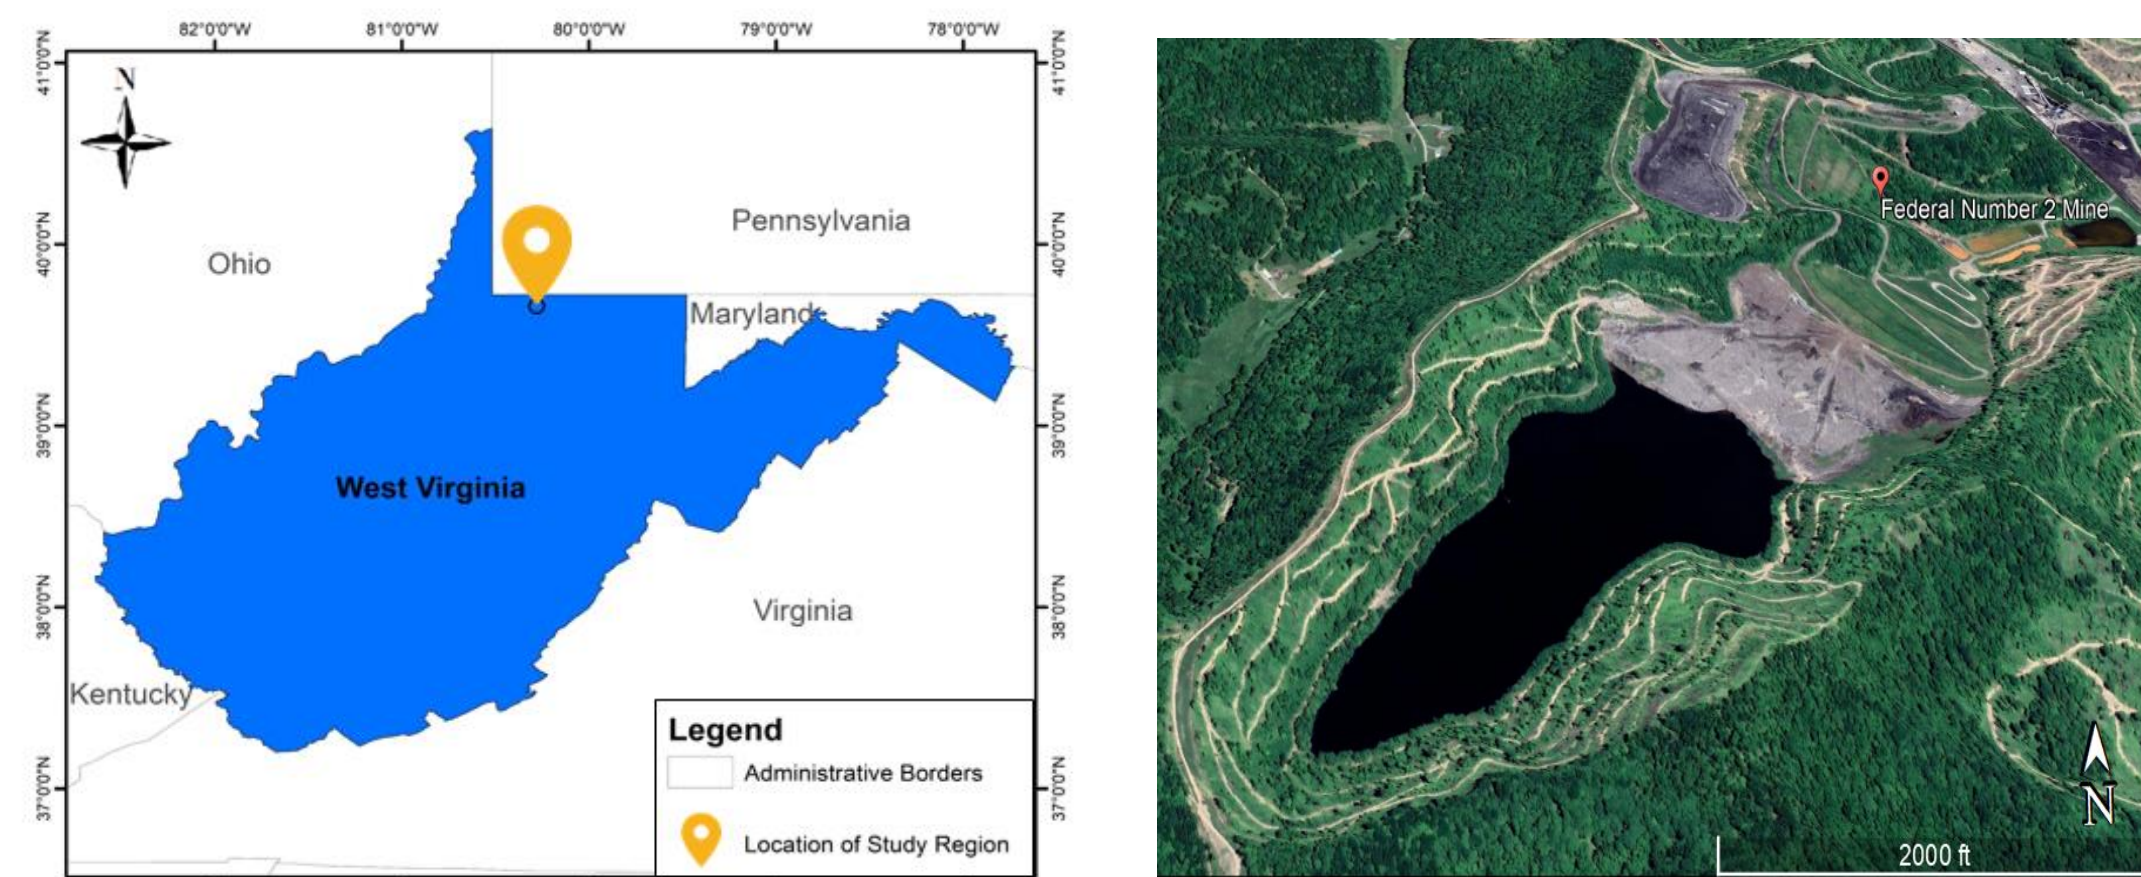 82°0'0"W 81°0'0"W 80°0'0"W 79°0'0"W 78°0'0"W
41°0'0"N 41°0'0"N
N
Pennsylvania
Ohio
40°0'0"N 40°0'0"N
Maryland
39°0'0"N 39°0'0"N
West Virginia
38°0'0"N 38°0'0"N
Virginia
Kentucky
37°0'0"N 37°0'0"N
Legend
Administrative Borders
Location of Study Region
Federal Number 2 Mine
N
2000 ft